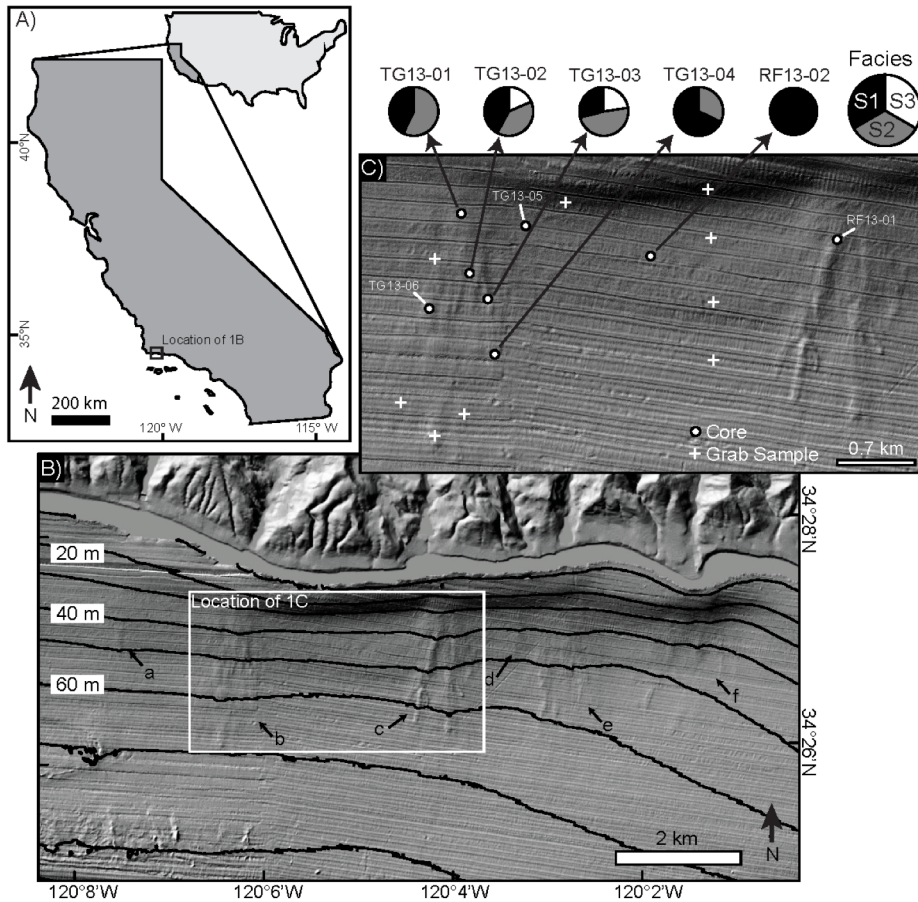 A)
40°N
35°N
Location of 1B
N
200 km
120° W
115° W
TG13-01
TG13-02
TG13-03
TG13-04
RF13-02
Facies
S1
S3
S2
C)
TG13-05
RF13-01
TG13-06
Core
Grab Sample
0.7 km
B)
34°28'N
20 m
Location of 1C
40 m
a
d
f
60 m
b
c
e
34°26'N
N
2 km
120°8'W
120°6'W
120°4'W
120°2'W